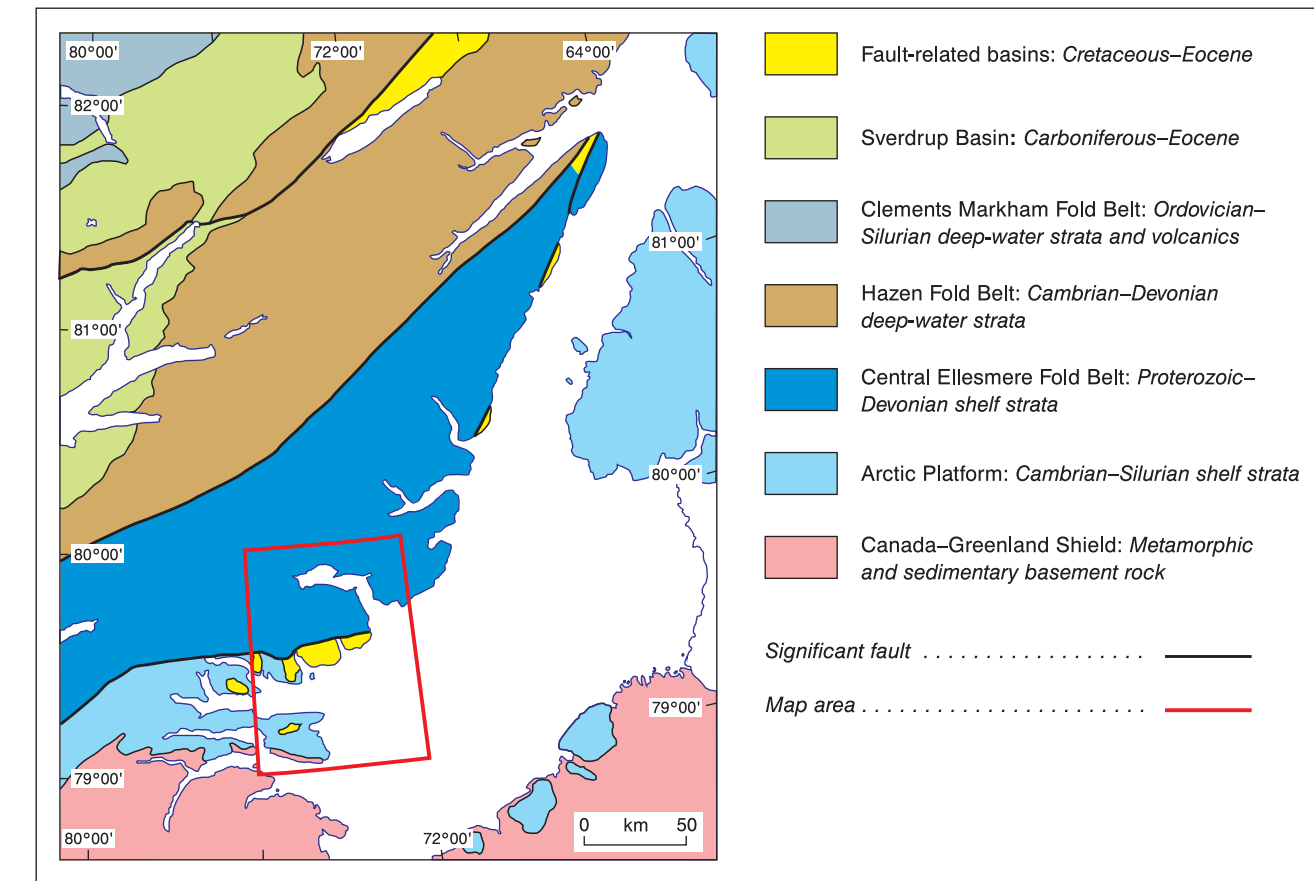 80°00'
72°00'
64°00'
82°00'
81°00'
81°00'
80°00'
80°00'
79°00'
79°00'
80°00'
72°00'
0 km 50
Fault-related basins: Cretaceous–Eocene
Sverdrup Basin: Carboniferous–Eocene
Clements Markham Fold Belt: Ordovician–
Silurian deep-water strata and volcanics
Hazen Fold Belt: Cambrian–Devonian
deep-water strata
Central Ellesmere Fold Belt: Proterozoic–
Devonian shelf strata
Arctic Platform: Cambrian–Silurian shelf strata
Canada–Greenland Shield: Metamorphic
and sedimentary basement rock
Significant fault . . . . . . . . . . . . . . . . . .
Map area . . . . . . . . . . . . . . . . . . . . . . .